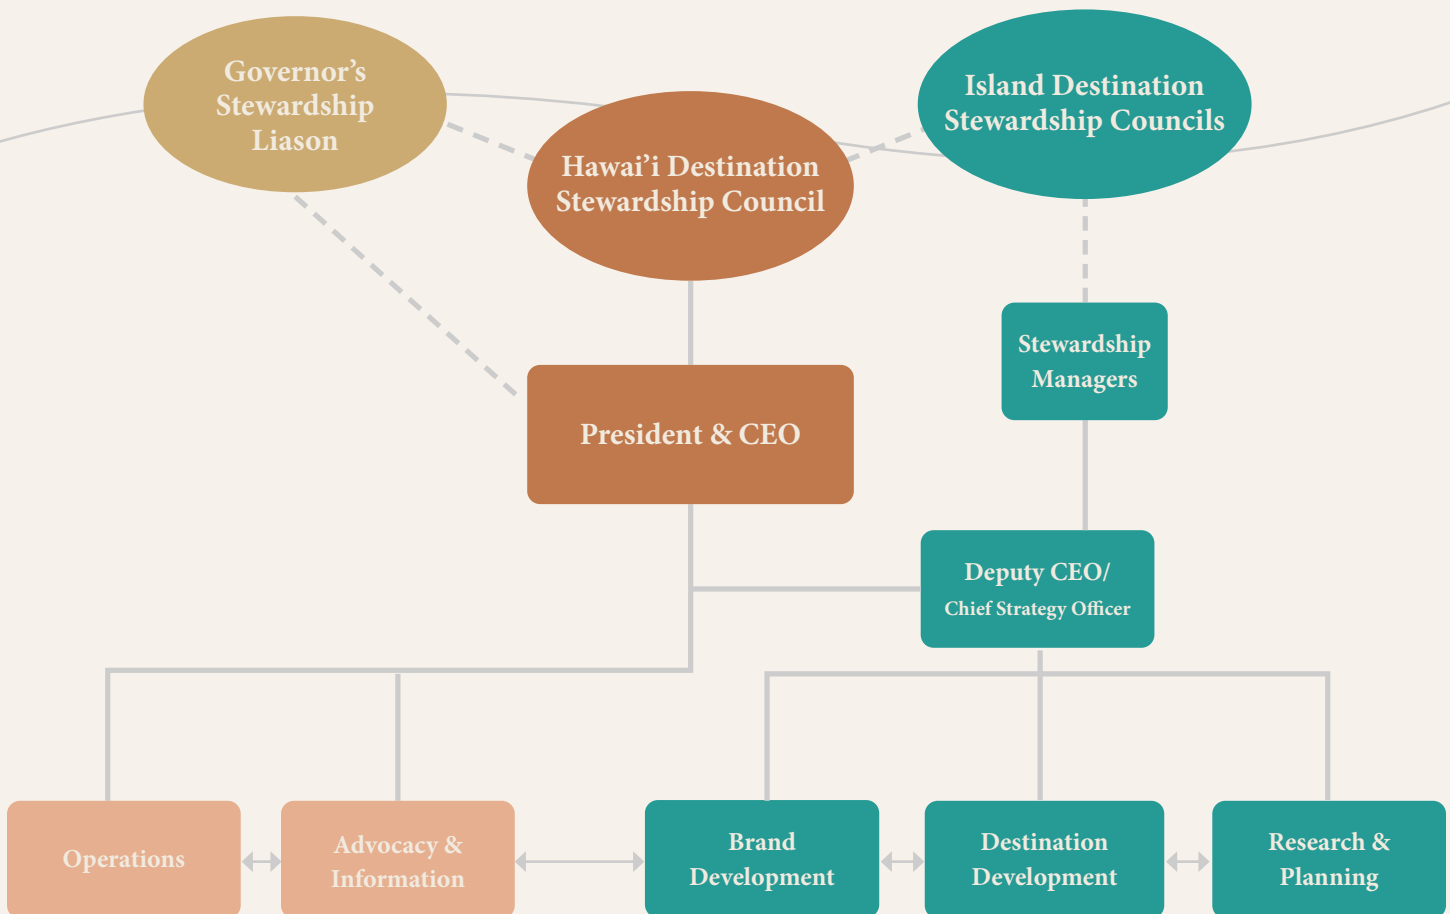 Governor’s
Stewardship
Liason
Island Destination
Stewardship Councils
Hawai’i Destination
Stewardship Council
Stewardship
Managers
President & CEO
Deputy CEO/
Chief Strategy Officer
Operations
Advocacy &
Information
Brand
Development
Destination
Development
Research &
Planning